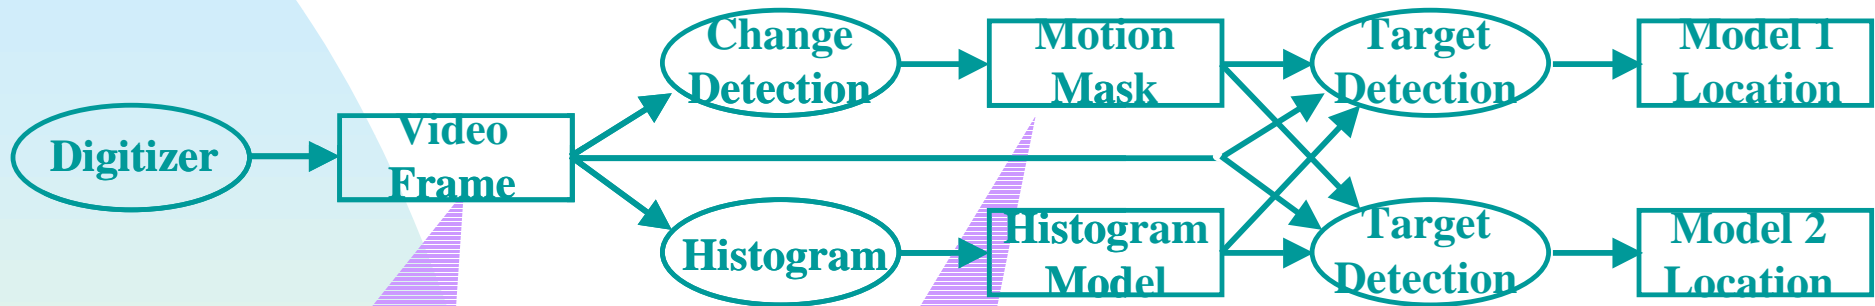 Digitizer
Video
Frame
Change
Detection
Histogram
Motion
Mask
Histogram
Model
Target
Detection
Target
Detection
Model 1
Location
Model 2
Location